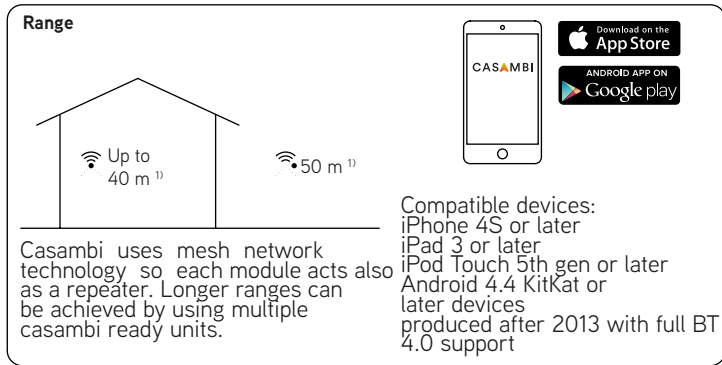 Range
Up to
40 m ¹⁾
50 m ¹⁾
Casambi uses mesh network
technology so each module acts also
as a repeater. Longer ranges can
be achieved by using multiple
casambi ready units.
CASAMBI
Download on the
App Store
ANDROID APP ON
Google play
Compatible devices:
iPhone 4S or later
iPad 3 or later
iPod Touch 5th gen or later
Android 4.4 KitKat or
later devices
produced after 2013 with full BT
4.0 support